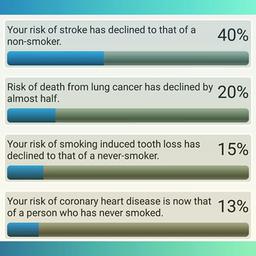 Your risk of stroke has declined to that of a
non-smoker.
40%
Risk of death from lung cancer has declined by
almost half.
20%
Your risk of smoking induced tooth loss has
declined to that of a never-smoker.
15%
Your risk of coronary heart disease is now that
of a person who has never smoked.
13%